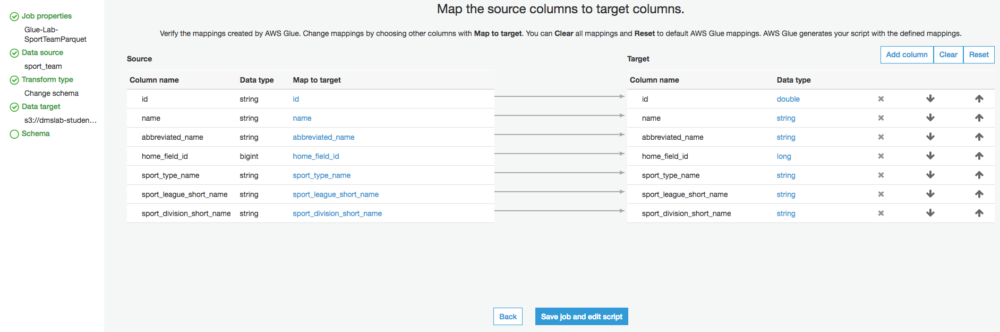 Job properties
Glue-Lab-
SportTeamParquet
Data source
sport_team
Transform type
Change schema
Data target
s3://dmslab-studen...
Schema
Map the source columns to target columns.
Verify the mappings created by AWS Glue. Change mappings by choosing other columns with Map to target. You can Clear all mappings and Reset to default AWS Glue mappings. AWS Glue generates your script with the defined mappings.
Source
Target
Add column Clear Reset
Column name Data type Map to target Column name Data type
id string id id double
name string name name string
abbreviated_name string abbreviated_name abbreviated_name string
home_field_id bigint home_field_id home_field_id long
sport_type_name string sport_type_name sport_type_name string
sport_league_short_name string sport_league_short_name sport_league_short_name string
sport_division_short_name string sport_division_short_name sport_division_short_name string
Back Save job and edit script